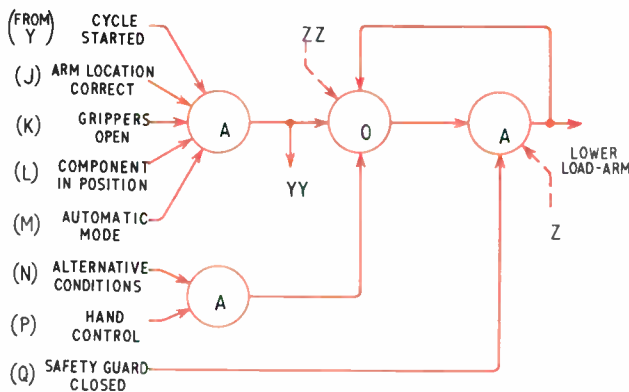 (FROM Y) CYCLE STARTED
(J) ARM LOCATION CORRECT
(K) GRIPPERS OPEN
(L) COMPONENT IN POSITION
(M) AUTOMATIC MODE
(N) ALTERNATIVE CONDITIONS
(P) HAND CONTROL
(Q) SAFETY GUARD CLOSED
A
YY
A
ZZ
O
A
LOWER LOAD-ARM
Z